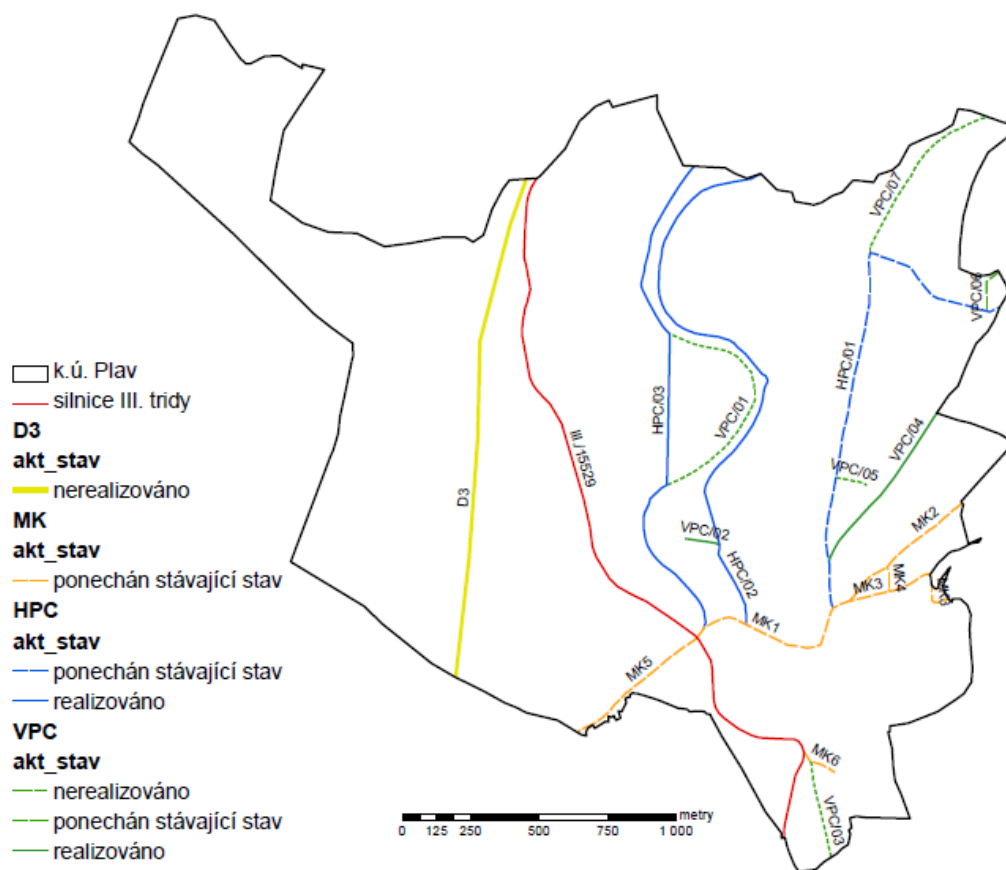 k.ú. Plav
silnice III. tridy
D3
akt_stav
nerealizováno
MK
akt_stav
ponechán stávající stav
HPC
akt_stav
ponechán stávající stav
realizováno
VPC
akt_stav
nerealizováno
ponechán stávající stav
realizováno
D3
III./15529
HPC/03
VPC/01
VPC/02
HPC/02
HPC/01
VPC/07
VPC/06
VPC/04
VPC/05
MK2
MK3
MK4
MK1
MK5
MK6
VPC/03
metry
0 125 250 500 750 1 000